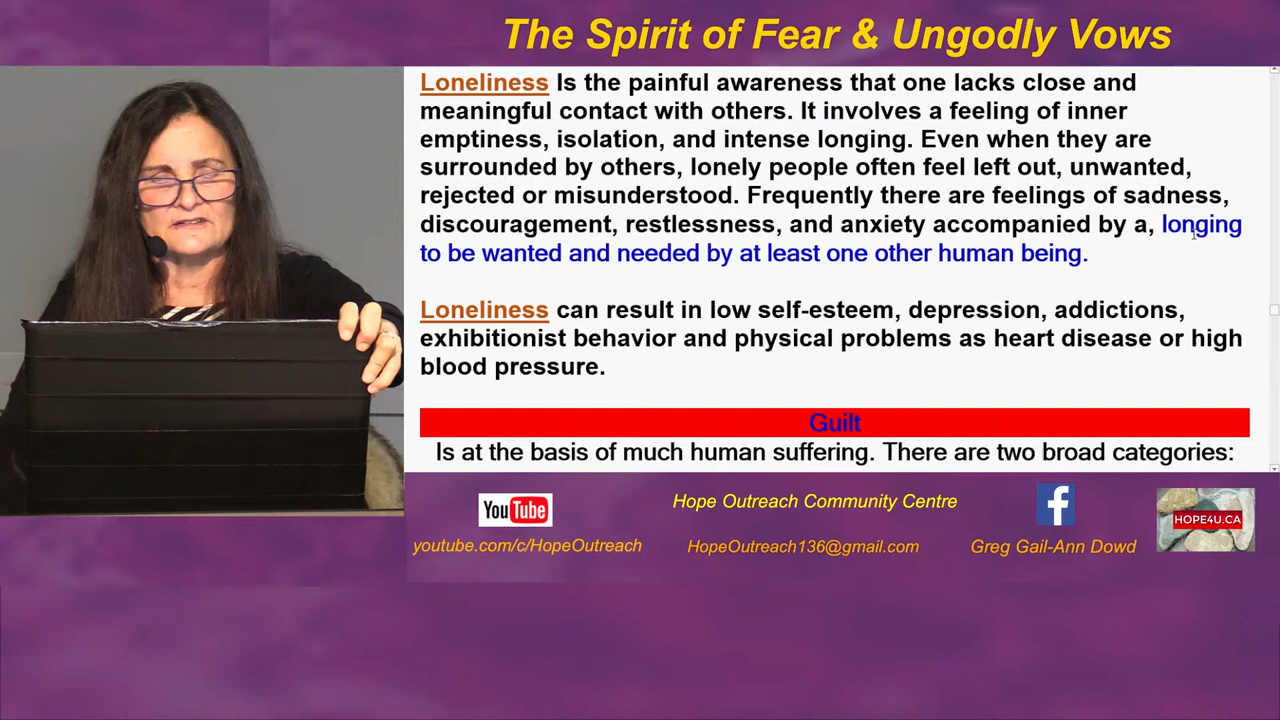 The Spirit of Fear & Ungodly Vows
Loneliness Is the painful awareness that one lacks close and
meaningful contact with others. It involves a feeling of inner
emptiness, isolation, and intense longing. Even when they are
surrounded by others, lonely people often feel left out, unwanted,
rejected or misunderstood. Frequently there are feelings of sadness,
discouragement, restlessness, and anxiety accompanied by a, longing
to be wanted and needed by at least one other human being.
Loneliness can result in low self-esteem, depression, addictions,
exhibitionist behavior and physical problems as heart disease or high
blood pressure.
Guilt
Is at the basis of much human suffering. There are two broad categories:
YouTube
youtube.com/c/HopeOutreach
Hope Outreach Community Centre
HopeOutreach136@gmail.com
f
Greg Gail-Ann Dowd
HOPE4U.CA